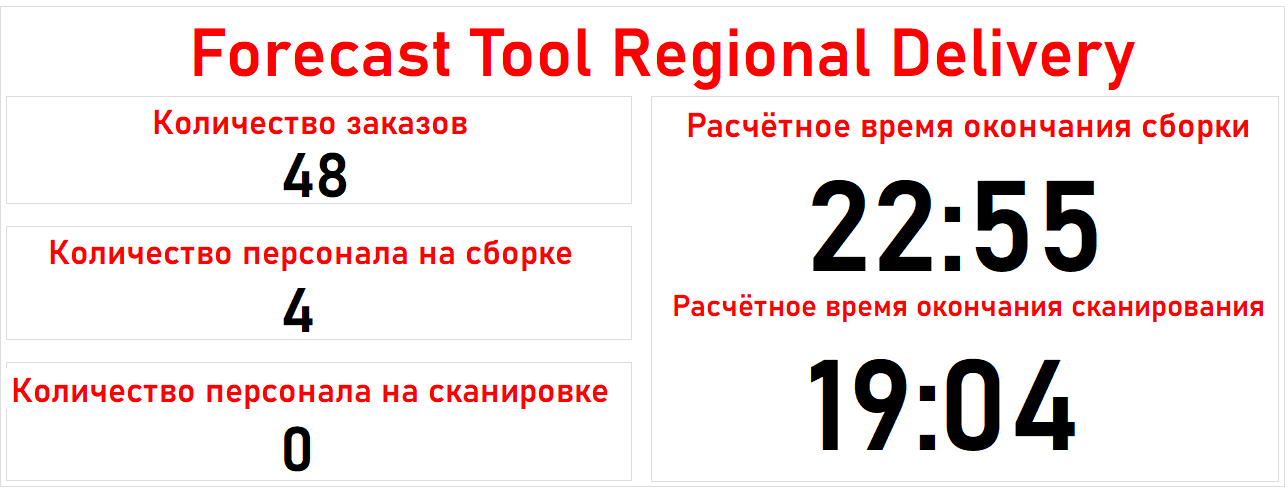 Forecast Tool Regional Delivery
Количество заказов
48
Количество персонала на сборке
4
Количество персонала на сканировке
0
Расчётное время окончания сборки
22:55
Расчётное время окончания сканирования
19:04